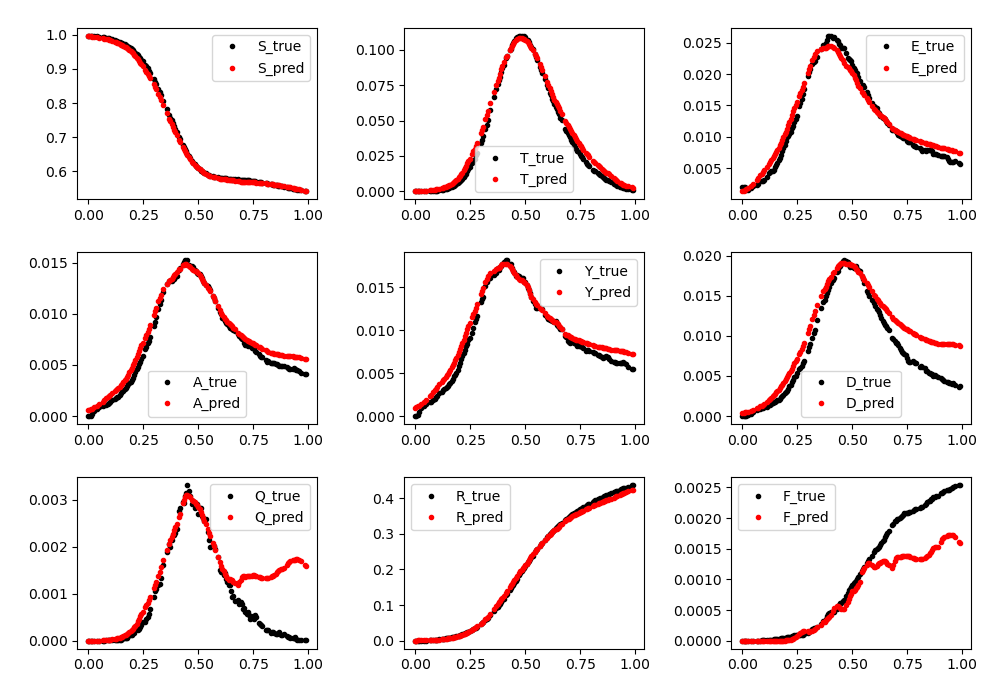 1.0
0.9
0.8
0.7
0.6
S_true
S_pred
0.00 0.25 0.50 0.75 1.00
0.100
0.075
0.050
0.025
0.000
T_true
T_pred
0.00 0.25 0.50 0.75 1.00
0.025
0.020
0.015
0.010
0.005
E_true
E_pred
0.00 0.25 0.50 0.75 1.00
0.015
0.010
0.005
0.000
A_true
A_pred
0.00 0.25 0.50 0.75 1.00
0.015
0.010
0.005
0.000
Y_true
Y_pred
0.00 0.25 0.50 0.75 1.00
0.020
0.015
0.010
0.005
0.000
D_true
D_pred
0.00 0.25 0.50 0.75 1.00
0.003
0.002
0.001
0.000
Q_true
Q_pred
0.00 0.25 0.50 0.75 1.00
0.4
0.3
0.2
0.1
0.0
R_true
R_pred
0.00 0.25 0.50 0.75 1.00
0.0025
0.0020
0.0015
0.0010
0.0005
0.0000
F_true
F_pred
0.00 0.25 0.50 0.75 1.00